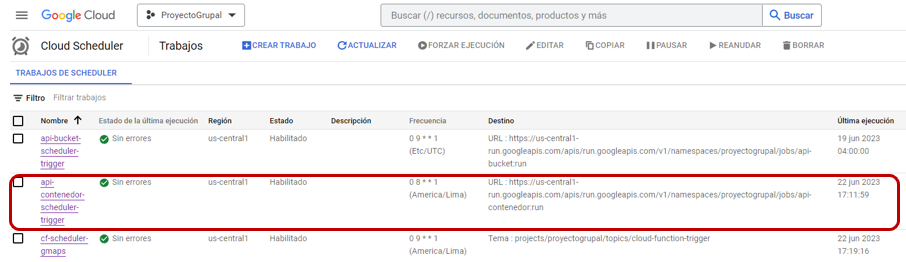 Google Cloud ProyectoGrupal Buscar (/) recursos, documentos, productos y más Buscar
Cloud Scheduler Trabajos CREAR TRABAJO ACTUALIZAR FORZAR EJECUCIÓN EDITAR COPIAR PAUSAR REANUDAR BORRAR
TRABAJOS DE SCHEDULER
Filtro Filtrar trabajos
Nombre Estado de la última ejecución Región Estado Descripción Frecuencia Destino Última ejecución
api-bucket- Sin errores us-central1 Habilitado 0 9 * * 1 URL : https://us-central1- 19 jun 2023
scheduler- (Etc/UTC) run.googleapis.com/apis/run.googleapis.com/v1/namespaces/proyectogrupal/jobs/api- 04:00:00
trigger bucket:run
api- Sin errores us-central1 Habilitado 0 8 * * 1 URL : https://us-central1- 22 jun 2023
contenedor- (America/Lima) run.googleapis.com/apis/run.googleapis.com/v1/namespaces/proyectogrupal/jobs/api- 17:11:59
scheduler- contenedor:run
trigger
cf-scheduler- Sin errores us-central1 Habilitado 0 9 * * 1 Tema : projects/proyectogrupal/topics/cloud-function-trigger 22 jun 2023
gmaps (America/Lima) 17:19:16